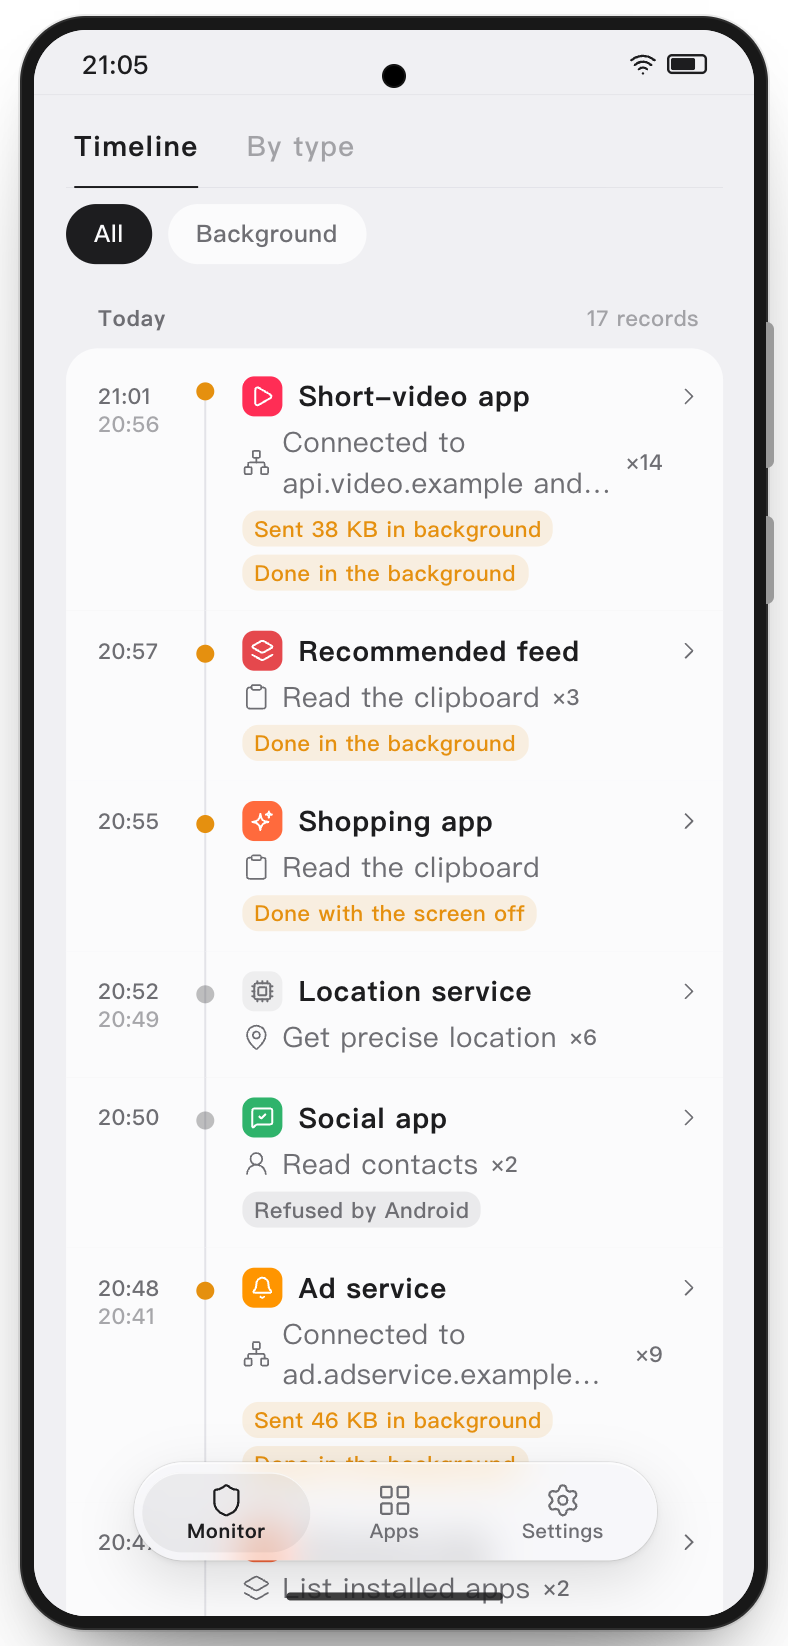 21:05
Timeline
By type
All
Background
Today
17 records
21:01
20:56
Short-video app
Connected to
api.video.example and...
×14
Sent 38 KB in background
Done in the background
20:57
Recommended feed
Read the clipboard ×3
Done in the background
20:55
Shopping app
Read the clipboard
Done with the screen off
20:52
20:49
Location service
Get precise location ×6
20:50
Social app
Read contacts ×2
Refused by Android
20:48
20:41
Ad service
Connected to
ad.adservice.example...
×9
Sent 46 KB in background
Done in the background
Monitor
Apps
Settings
List installed apps ×2